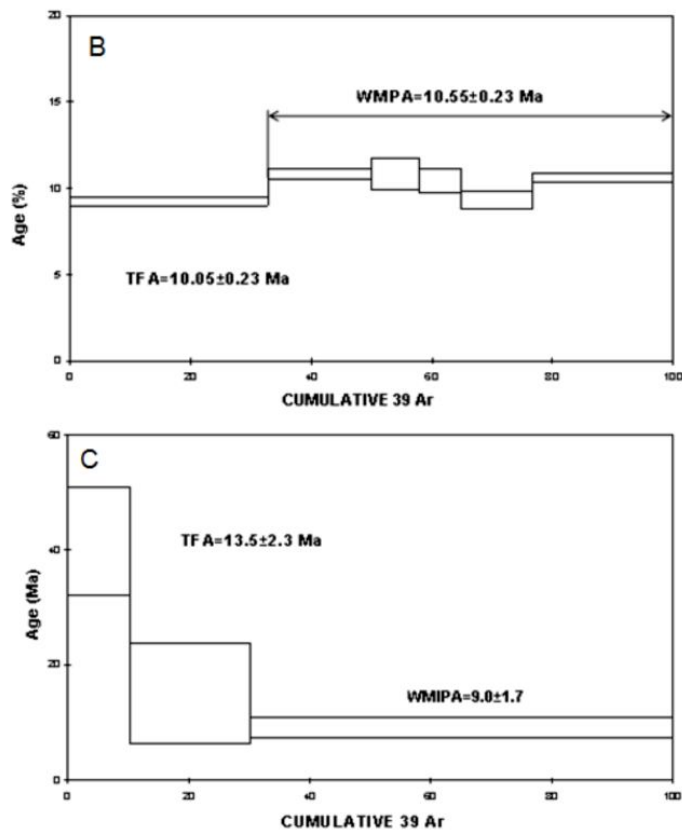 20
B
WMPA=10.55±0.23 Ma
15
Age (%)
10
5
TFA=10.05±0.23 Ma
0
0 20 40 60 80 100
CUMULATIVE 39 Ar
60
C
TFA=13.5±2.3 Ma
40
Age (Ma)
20
WMIPA=9.0±1.7
0
0 20 40 60 80 100
CUMULATIVE 39 Ar